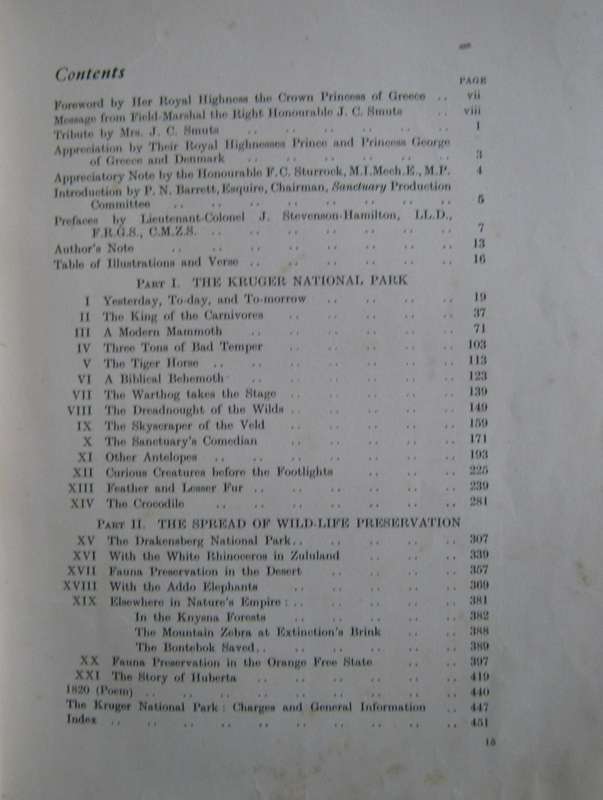 Contents
PAGE
Foreword by Her Royal Highness the Crown Princess of Greece .. vii
Message from Field-Marshal the Right Honourable J. C. Smuts .. viii
Tribute by Mrs. J. C. Smuts .. .. .. .. .. .. 1
Appreciation by Their Royal Highnesses Prince and Princess George
of Greece and Denmark .. .. .. .. .. .. 3
Appreciatory Note by the Honourable F. C. Sturrock, M.I.Mech.E., M.P. 4
Introduction by P. N. Barrett, Esquire, Chairman, Sanctuary Production
Committee .. .. .. .. .. .. .. .. 5
Prefaces by Lieutenant-Colonel J. Stevenson-Hamilton, LL.D.,
F.R.G.S., C.M.Z.S. .. .. .. .. .. .. .. 7
Author's Note .. .. .. .. .. .. .. .. 13
Table of Illustrations and Verse .. .. .. .. .. .. 16
PART I. THE KRUGER NATIONAL PARK
I Yesterday, To-day, and To-morrow .. .. .. .. 19
II The King of the Carnivores .. .. .. .. .. 37
III A Modern Mammoth .. .. .. .. .. .. 71
IV Three Tons of Bad Temper .. .. .. .. .. 103
V The Tiger Horse .. .. .. .. .. .. .. 113
VI A Biblical Behemoth .. .. .. .. .. .. 123
VII The Warthog takes the Stage .. .. .. .. .. 139
VIII The Dreadnought of the Wilds .. .. .. .. .. 149
IX The Skyscraper of the Veld .. .. .. .. .. 159
X The Sanctuary's Comedian .. .. .. .. .. 171
XI Other Antelopes .. .. .. .. .. .. .. 193
XII Curious Creatures before the Footlights .. .. .. 225
XIII Feather and Lesser Fur .. .. .. .. .. .. 239
XIV The Crocodile .. .. .. .. .. .. .. 281
PART II. THE SPREAD OF WILD-LIFE PRESERVATION
XV The Drakensberg National Park .. .. .. .. .. 307
XVI With the White Rhinoceros in Zululand .. .. .. 339
XVII Fauna Preservation in the Desert .. .. .. .. 357
XVIII With the Addo Elephants .. .. .. .. .. 369
XIX Elsewhere in Nature's Empire : .. .. .. .. .. 381
In the Knysna Forests .. .. .. .. .. 382
The Mountain Zebra at Extinction's Brink .. .. 388
The Bontebok Saved .. .. .. .. .. .. 389
XX Fauna Preservation in the Orange Free State .. .. 397
XXI The Story of Huberta .. .. .. .. .. .. 419
1820 (Poem) .. .. .. .. .. .. .. .. .. 440
The Kruger National Park : Charges and General Information .. 447
Index .. .. .. .. .. .. .. .. .. .. 451
15